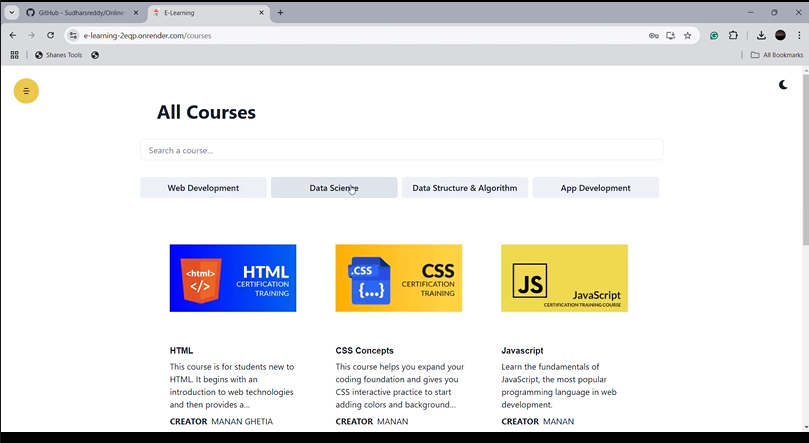 GitHub - Sudharsreddy/Online
E-Learning
e-learning-2eqp.onrender.com/courses
Shanes Tools
All Bookmarks
All Courses
Search a course...
Web Development
Data Science
Data Structure & Algorithm
App Development
<html>
</>
HTML
CERTIFICATION
TRAINING
.CSS
{...}
CSS
CERTIFICATION
TRAINING
JS
JavaScript
CERTIFICATION TRAINING COURSE
HTML
This course is for students new to
HTML. It begins with an
introduction to web technologies
and then provides a...
CREATOR MANAN GHETIA
CSS Concepts
This course helps you expand your
coding foundation and gives you
CSS interactive practice to start
adding colors and background...
CREATOR MANAN
Javascript
Learn the fundamentals of
JavaScript, the most popular
programming language in web
development.
CREATOR MANAN